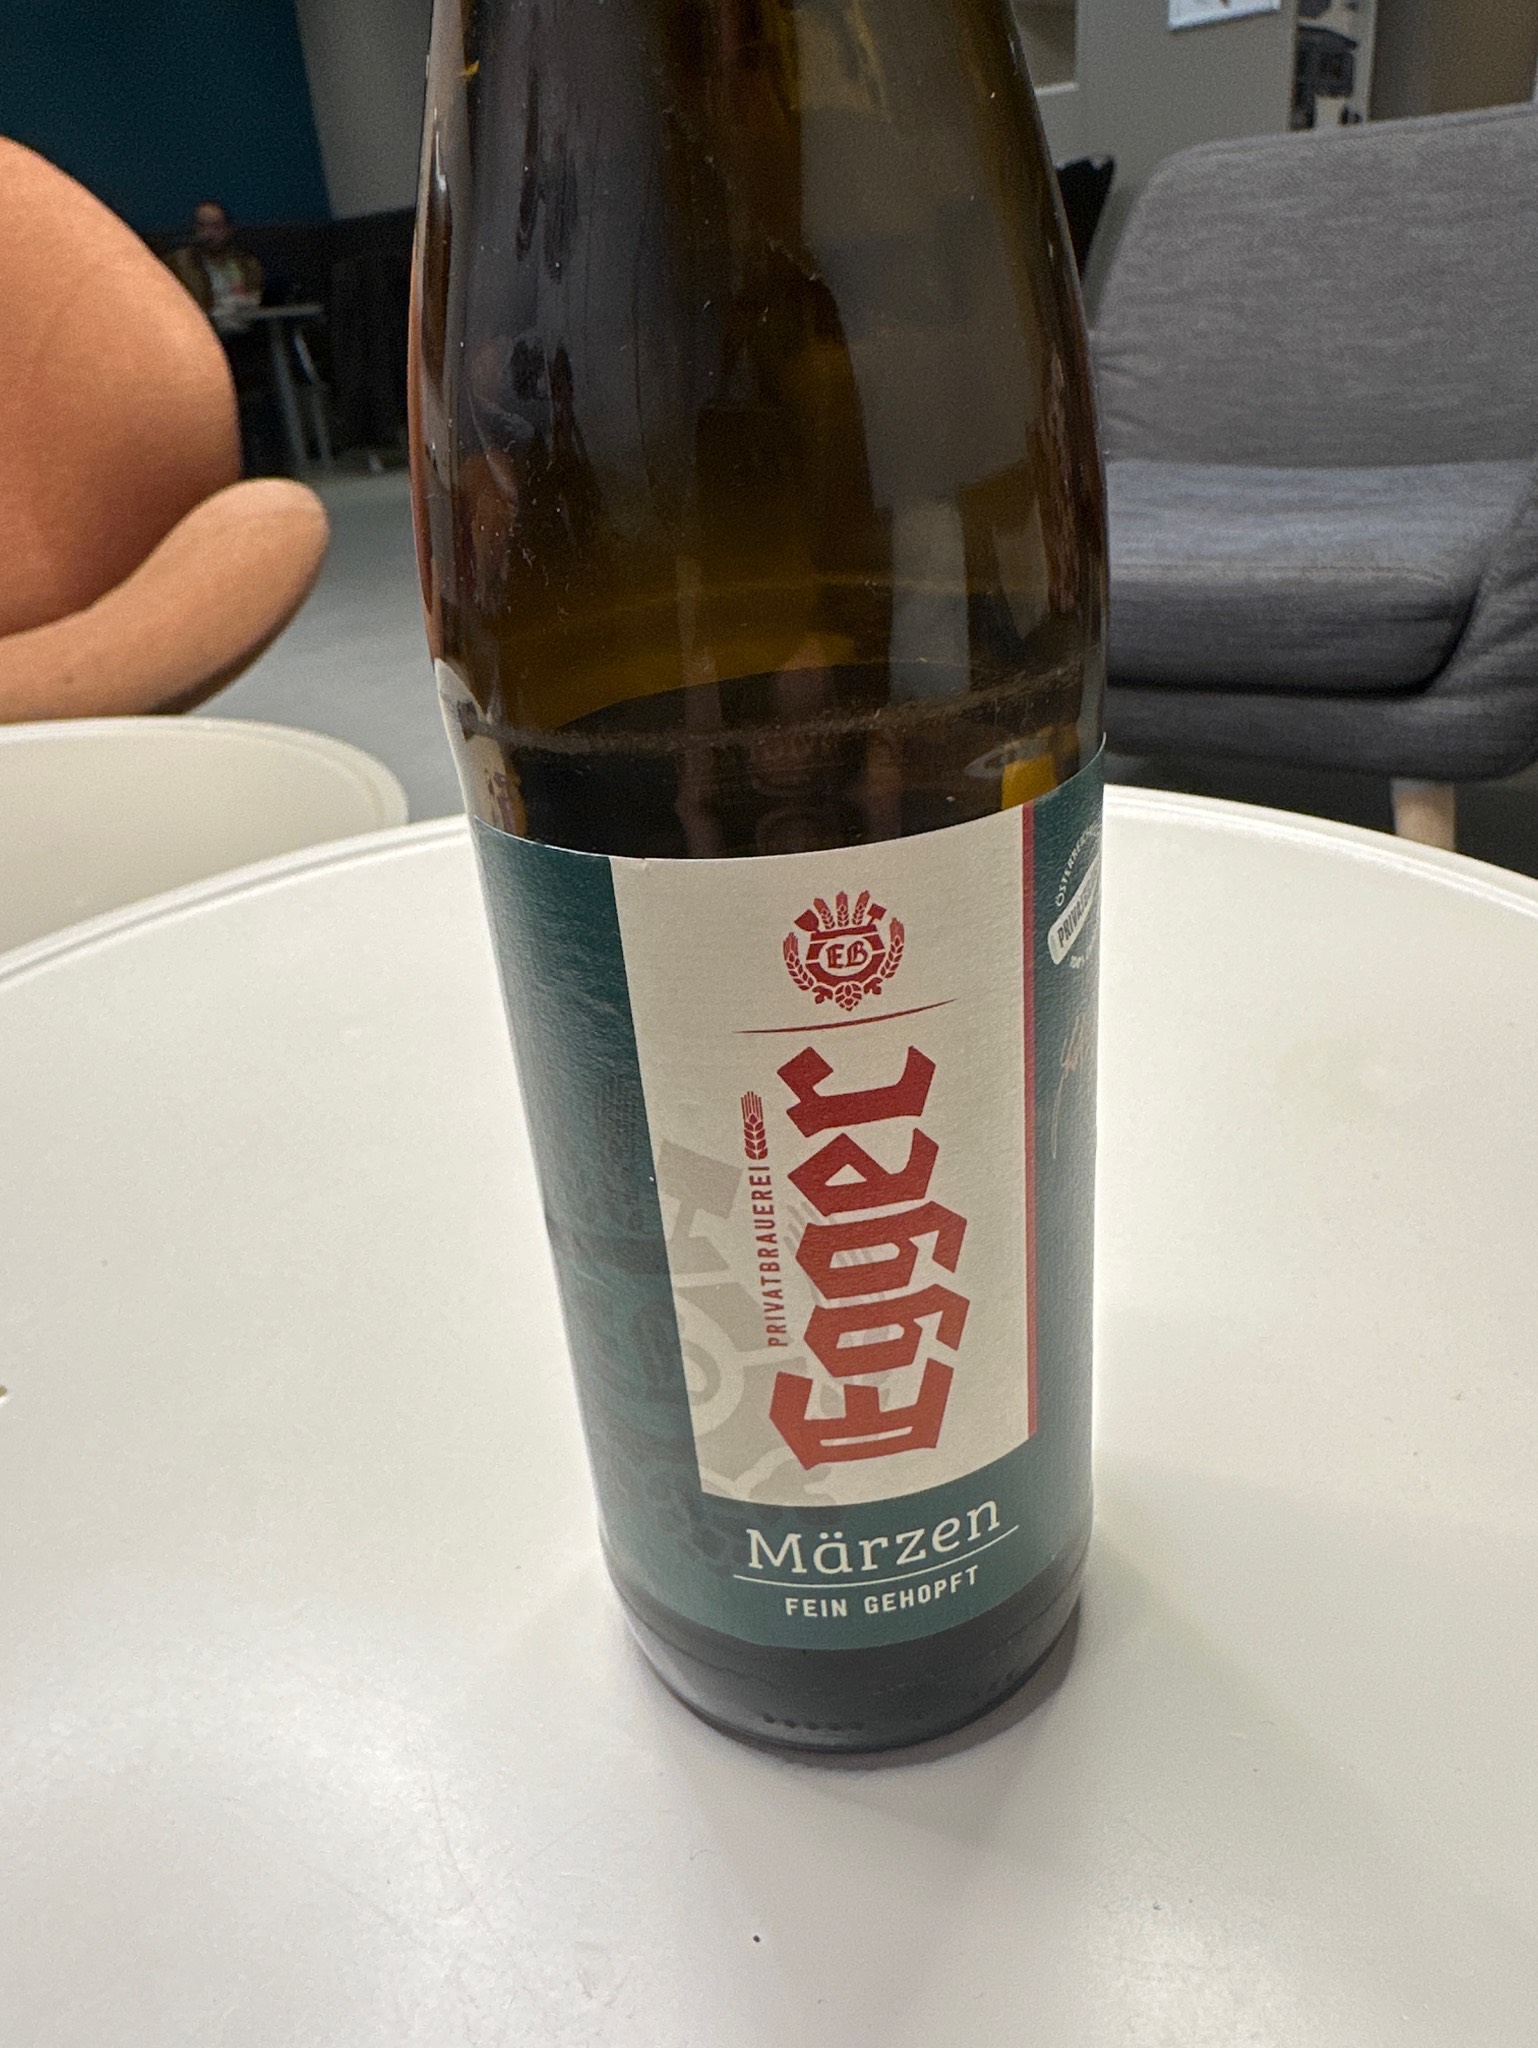 EB
PRIVATBRAUEREI
Egger
Märzen
FEIN GEHOPFT